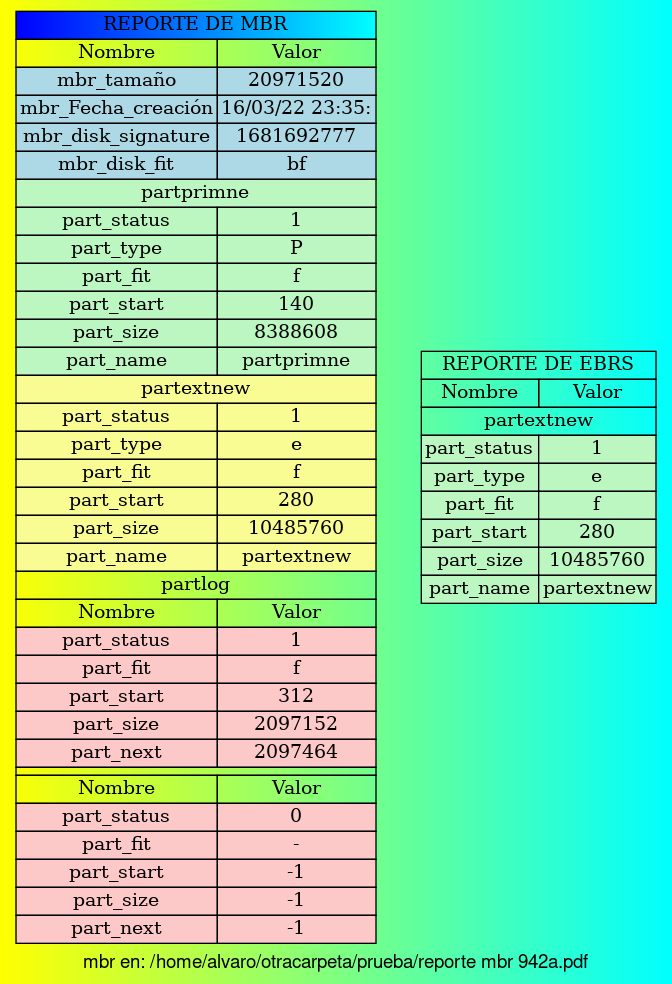 REPORTE DE MBR
Nombre Valor
mbr_tamaño 20971520
mbr_Fecha_creación 16/03/22 23:35:
mbr_disk_signature 1681692777
mbr_disk_fit bf
partprimne
part_status 1
part_type P
part_fit f
part_start 140
part_size 8388608
part_name partprimne
partextnew
part_status 1
part_type e
part_fit f
part_start 280
part_size 10485760
part_name partextnew
partlog
Nombre Valor
part_status 1
part_fit f
part_start 312
part_size 2097152
part_next 2097464
Nombre Valor
part_status 0
part_fit -
part_start -1
part_size -1
part_next -1
REPORTE DE EBRS
Nombre Valor
partextnew
part_status 1
part_type e
part_fit f
part_start 280
part_size 10485760
part_name partextnew
mbr en: /home/alvaro/otracarpeta/prueba/reporte mbr 942a.pdf